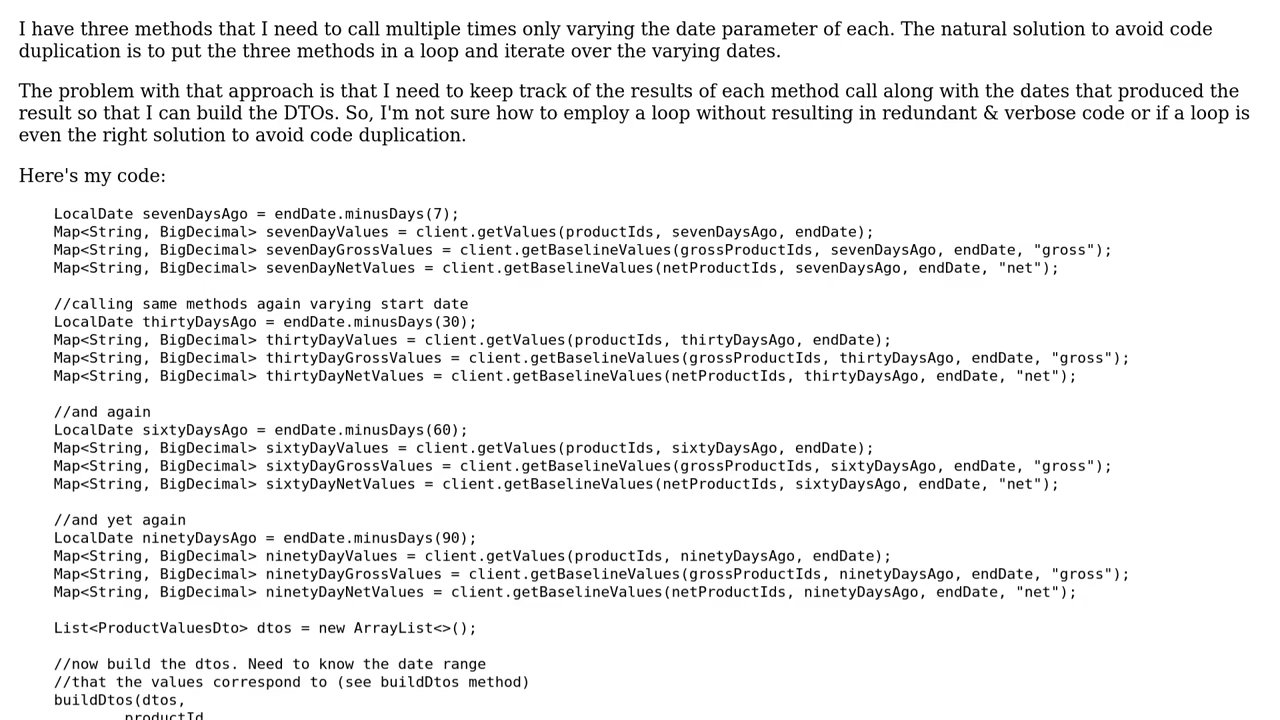 I have three methods that I need to call multiple times only varying the date parameter of each. The natural solution to avoid code
duplication is to put the three methods in a loop and iterate over the varying dates.
The problem with that approach is that I need to keep track of the results of each method call along with the dates that produced the
result so that I can build the DTOs. So, I'm not sure how to employ a loop without resulting in redundant & verbose code or if a loop is
even the right solution to avoid code duplication.
Here's my code:
LocalDate sevenDaysAgo = endDate.minusDays(7);
Map<String, BigDecimal> sevenDayValues = client.getValues(productIds, sevenDaysAgo, endDate);
Map<String, BigDecimal> sevenDayGrossValues = client.getBaselineValues(grossProductIds, sevenDaysAgo, endDate, "gross");
Map<String, BigDecimal> sevenDayNetValues = client.getBaselineValues(netProductIds, sevenDaysAgo, endDate, "net");
//calling same methods again varying start date
LocalDate thirtyDaysAgo = endDate.minusDays(30);
Map<String, BigDecimal> thirtyDayValues = client.getValues(productIds, thirtyDaysAgo, endDate);
Map<String, BigDecimal> thirtyDayGrossValues = client.getBaselineValues(grossProductIds, thirtyDaysAgo, endDate, "gross");
Map<String, BigDecimal> thirtyDayNetValues = client.getBaselineValues(netProductIds, thirtyDaysAgo, endDate, "net");
//and again
LocalDate sixtyDaysAgo = endDate.minusDays(60);
Map<String, BigDecimal> sixtyDayValues = client.getValues(productIds, sixtyDaysAgo, endDate);
Map<String, BigDecimal> sixtyDayGrossValues = client.getBaselineValues(grossProductIds, sixtyDaysAgo, endDate, "gross");
Map<String, BigDecimal> sixtyDayNetValues = client.getBaselineValues(netProductIds, sixtyDaysAgo, endDate, "net");
//and yet again
LocalDate ninetyDaysAgo = endDate.minusDays(90);
Map<String, BigDecimal> ninetyDayValues = client.getValues(productIds, ninetyDaysAgo, endDate);
Map<String, BigDecimal> ninetyDayGrossValues = client.getBaselineValues(grossProductIds, ninetyDaysAgo, endDate, "gross");
Map<String, BigDecimal> ninetyDayNetValues = client.getBaselineValues(netProductIds, ninetyDaysAgo, endDate, "net");
List<ProductValuesDto> dtos = new ArrayList<>();
//now build the dtos. Need to know the date range
//that the values correspond to (see buildDtos method)
buildDtos(dtos,
productId